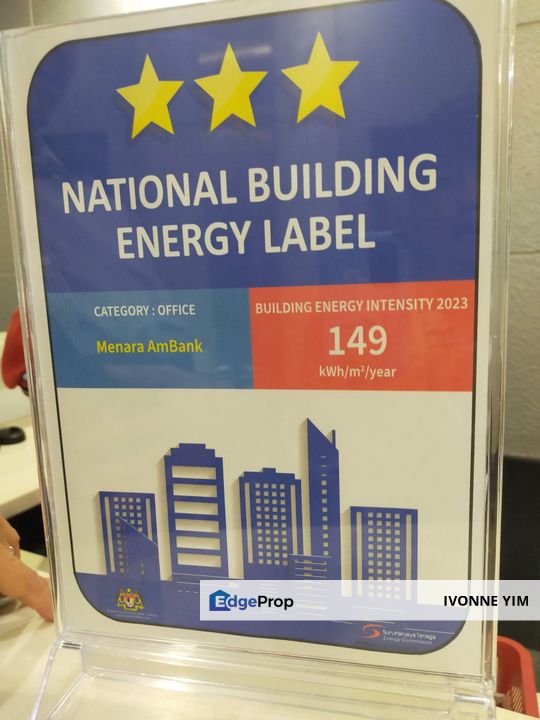 NATIONAL BUILDING
ENERGY LABEL
CATEGORY : OFFICE
Menara AmBank
BUILDING ENERGY INTENSITY 2023
149
kWh/m²/year
EdgeProp
IVONNE YIM
Suruhanjaya Tenaga
Energy Commission